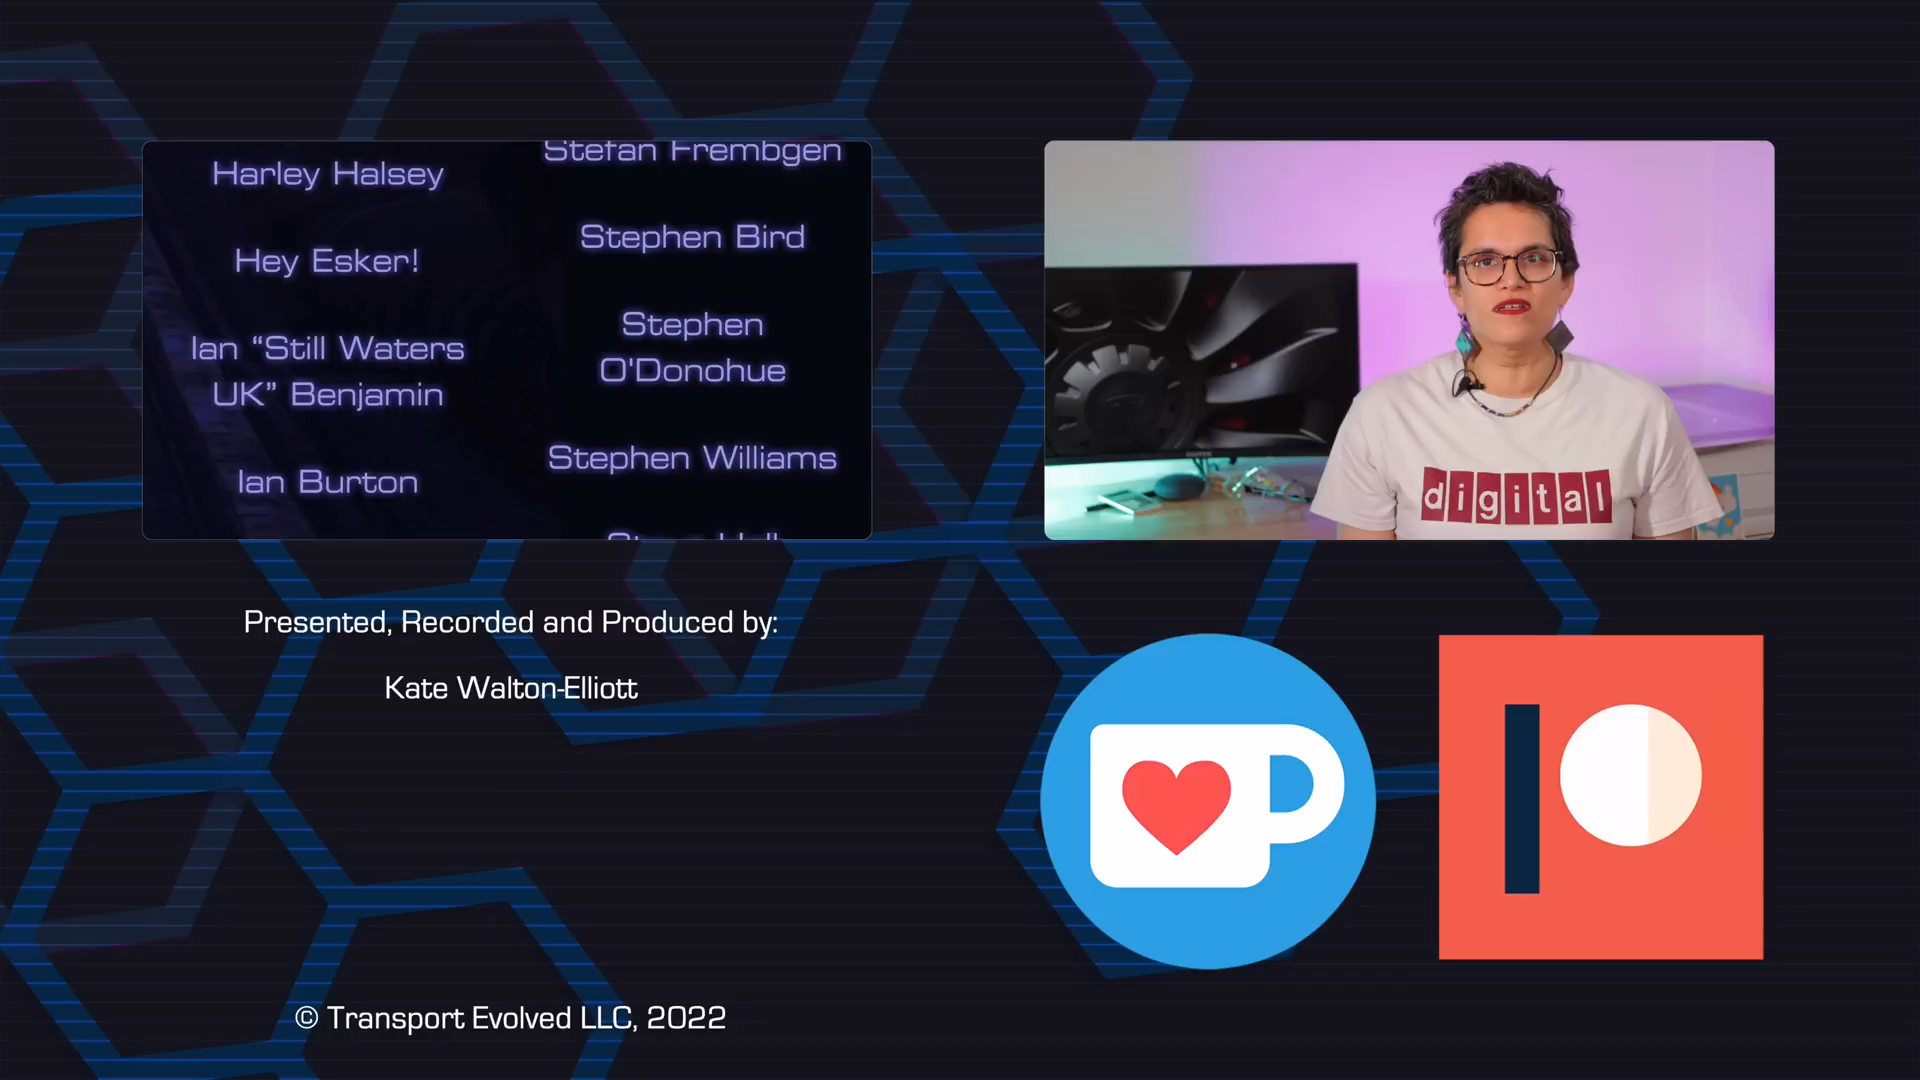 Harley Halsey
Hey Esker!
Ian “Still Waters
UK” Benjamin
Ian Burton
Stefan Frembgen
Stephen Bird
Stephen
O'Donohue
Stephen Williams
digital
Presented, Recorded and Produced by:
Kate Walton-Elliott
© Transport Evolved LLC, 2022